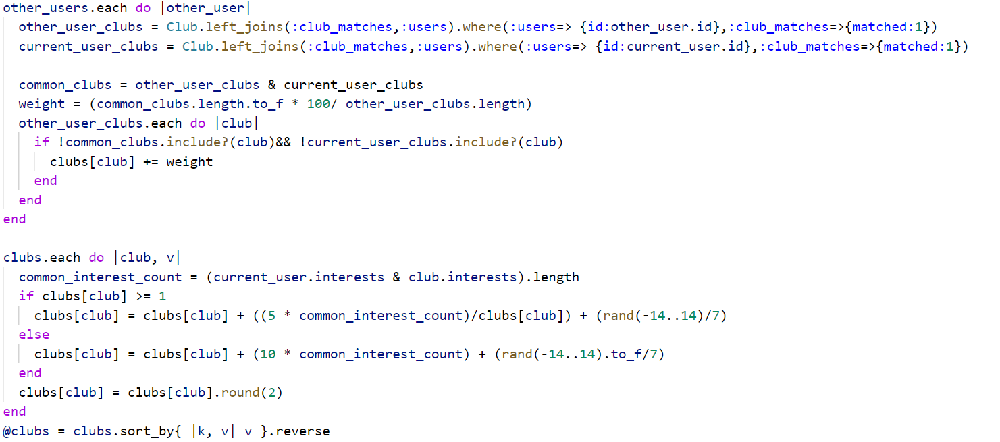 other_users.each do |other_user|
  other_user_clubs = Club.left_joins(:club_matches,:users).where(:users=> {id:other_user.id},:club_matches=>{matched:1})
  current_user_clubs = Club.left_joins(:club_matches,:users).where(:users=> {id:current_user.id},:club_matches=>{matched:1})

  common_clubs = other_user_clubs & current_user_clubs
  weight = (common_clubs.length.to_f * 100/ other_user_clubs.length)
  other_user_clubs.each do |club|
    if !common_clubs.include?(club)&& !current_user_clubs.include?(club)
      clubs[club] += weight
    end
  end
end

clubs.each do |club, v|
  common_interest_count = (current_user.interests & club.interests).length
  if clubs[club] >= 1
    clubs[club] = clubs[club] + ((5 * common_interest_count)/clubs[club]) + (rand(-14..14)/7)
  else
    clubs[club] = clubs[club] + (10 * common_interest_count) + (rand(-14..14).to_f/7)
  end
  clubs[club] = clubs[club].round(2)
end
@clubs = clubs.sort_by{ |k, v| v }.reverse